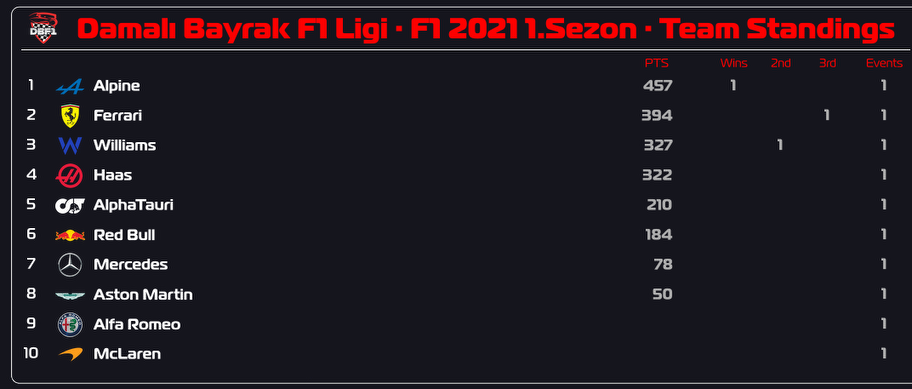 DBF1 Damalı Bayrak F1 Ligi · F1 2021 1.Sezon · Team Standings
PTS Wins 2nd 3rd Events
1 Alpine 457 1 1
2 Ferrari 394 1 1
3 Williams 327 1 1
4 Haas 322 1
5 AlphaTauri 210 1
6 Red Bull 184 1
7 Mercedes 78 1
8 Aston Martin 50 1
9 Alfa Romeo 1
10 McLaren 1